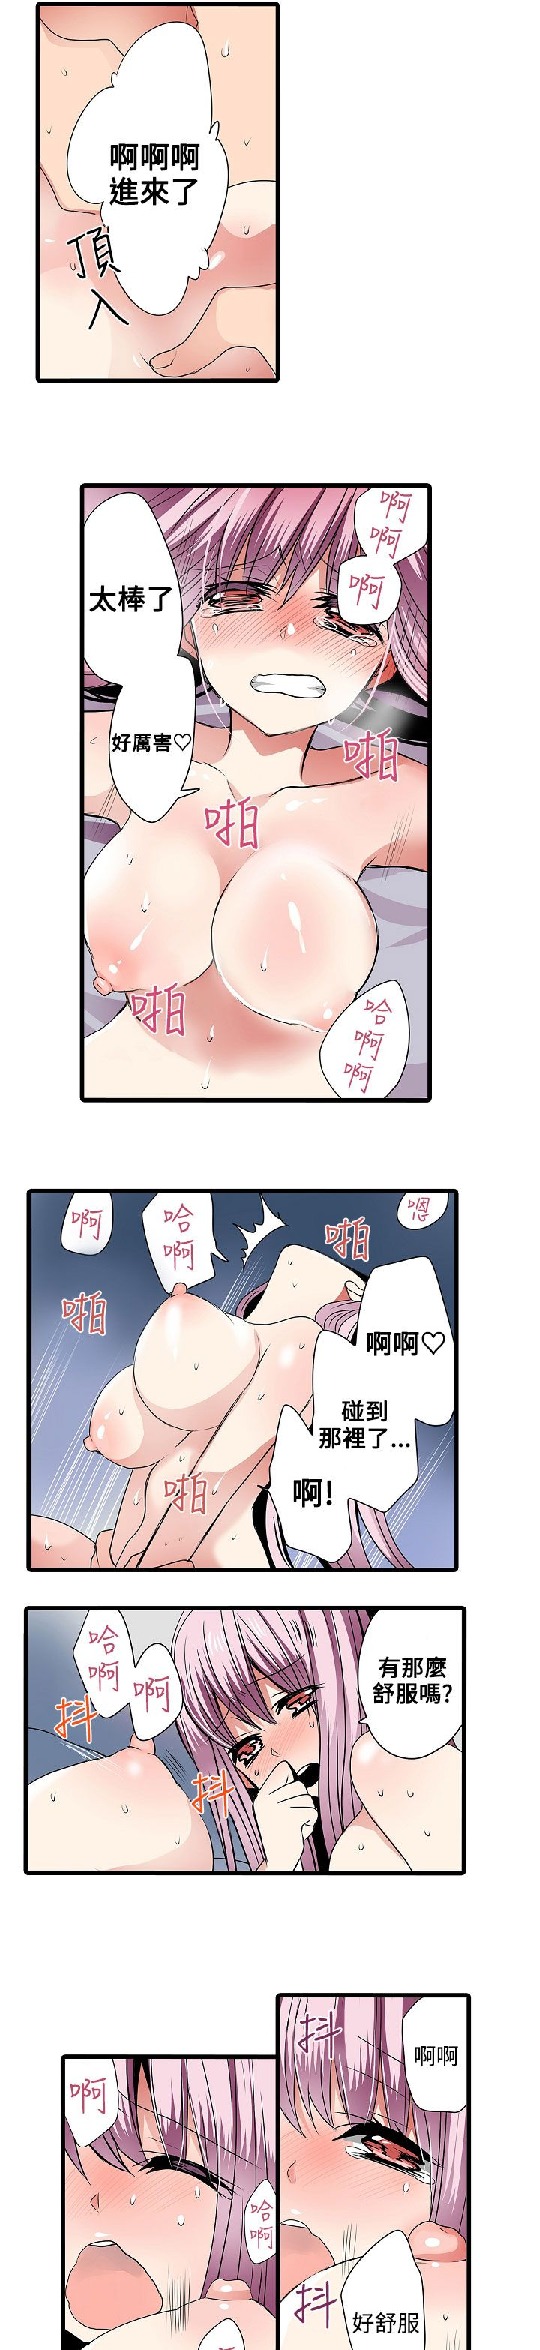 啊啊啊
進來了
頂
入
啊
啊
啊
太棒了
好厲害♡
啪
啪
啪
哈
啊
啊
啊
哈
啊
嗯
啪
啪
啊啊♡
碰到
那裡了...
啊!
啪
哈
啊
啊
有那麼
舒服嗎?
抖
抖
抖
啊啊
啊
哈
啊
抖
好舒服